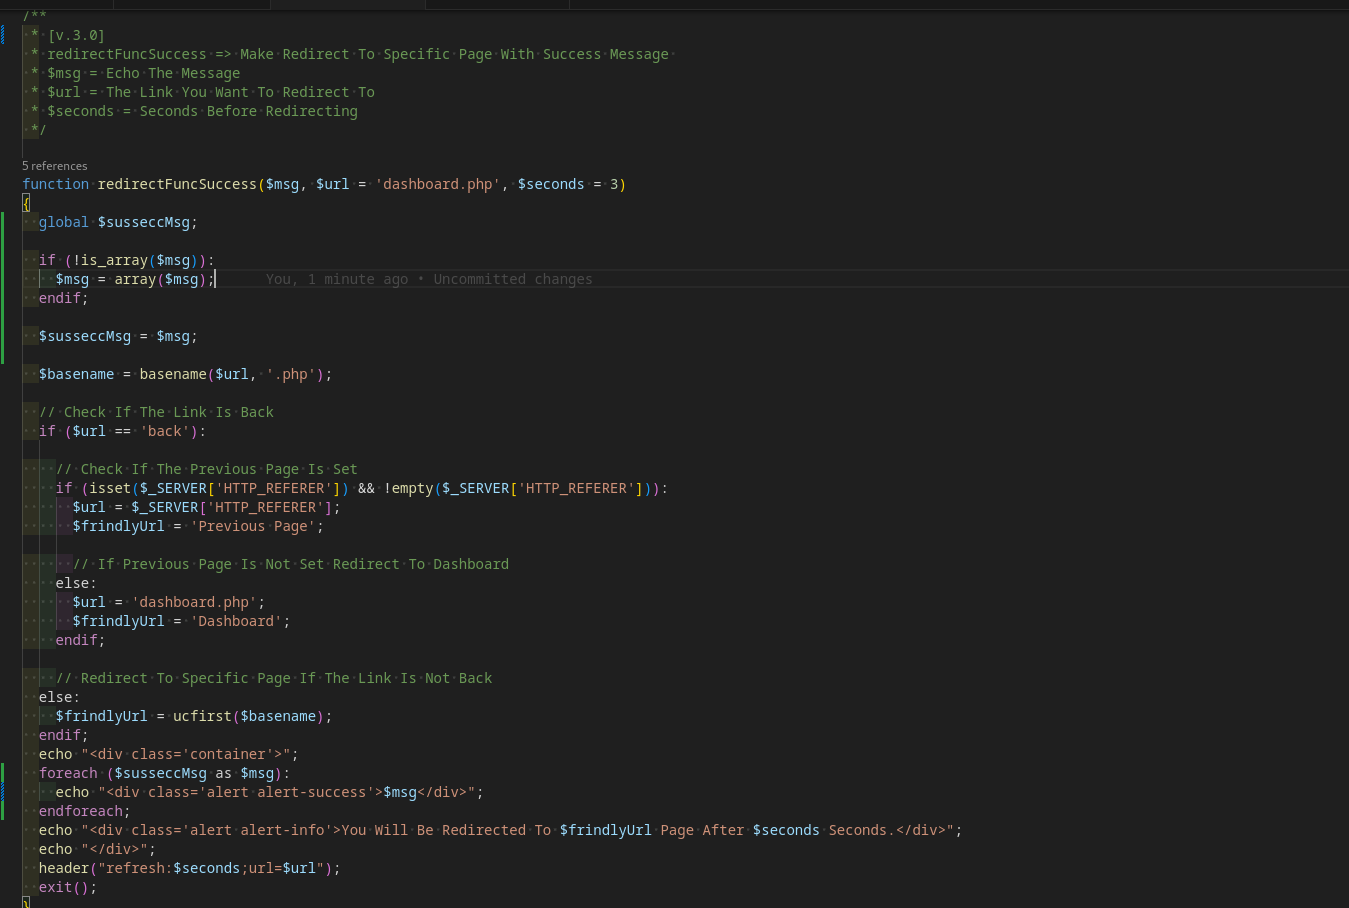 /**
 * [v.3.0]
 * redirectFuncSuccess => Make Redirect To Specific Page With Success Message
 * $msg = Echo The Message
 * $url = The Link You Want To Redirect To
 * $seconds = Seconds Before Redirecting
 */
5 references
function redirectFuncSuccess($msg, $url = 'dashboard.php', $seconds = 3)
{
  global $susseccMsg;
  if (!is_array($msg)):
    $msg = array($msg);      You, 1 minute ago • Uncommitted changes
  endif;
  $susseccMsg = $msg;
  $basename = basename($url, '.php');
  // Check If The Link Is Back
  if ($url == 'back'):
    // Check If The Previous Page Is Set
    if (isset($_SERVER['HTTP_REFERER']) && !empty($_SERVER['HTTP_REFERER'])):
      $url = $_SERVER['HTTP_REFERER'];
      $frindlyUrl = 'Previous Page';
      // If Previous Page Is Not Set Redirect To Dashboard
    else:
      $url = 'dashboard.php';
      $frindlyUrl = 'Dashboard';
    endif;
    // Redirect To Specific Page If The Link Is Not Back
  else:
    $frindlyUrl = ucfirst($basename);
  endif;
  echo "<div class='container'>";
  foreach ($susseccMsg as $msg):
    echo "<div class='alert alert-success'>$msg</div>";
  endforeach;
  echo "<div class='alert alert-info'>You Will Be Redirected To $frindlyUrl Page After $seconds Seconds.</div>";
  echo "</div>";
  header("refresh:$seconds;url=$url");
  exit();
}